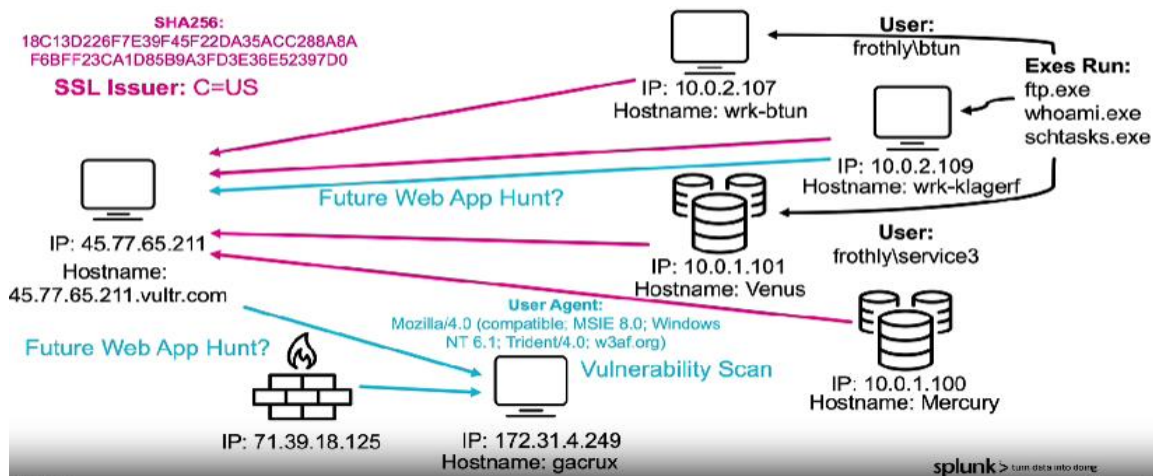 SHA256:
18C13D226F7E39F45F22DA35ACC288A8A
F6BFF23CA1D85B9A3FD3E36E52397D0
SSL Issuer: C=US
User:
frothly\btun
Exes Run:
ftp.exe
whoami.exe
schtasks.exe
IP: 10.0.2.107
Hostname: wrk-btun
IP: 10.0.2.109
Hostname: wrk-klagerf
Future Web App Hunt?
IP: 45.77.65.211
Hostname:
45.77.65.211.vultr.com
User:
frothly\service3
IP: 10.0.1.101
Hostname: Venus
User Agent:
Mozilla/4.0 (compatible; MSIE 8.0; Windows
NT 6.1; Trident/4.0; w3af.org)
Future Web App Hunt?
Vulnerability Scan
IP: 10.0.1.100
Hostname: Mercury
IP: 71.39.18.125
IP: 172.31.4.249
Hostname: gacrux
splunk> turn data into doing